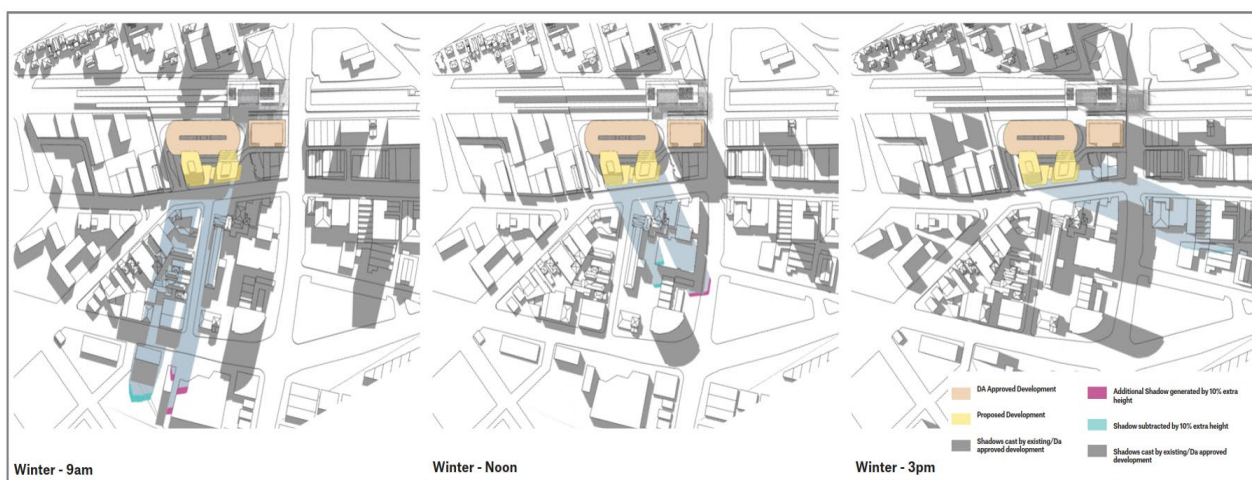 Winter - 9am
Winter - Noon
Winter - 3pm
DA Approved Development
Proposed Development
Shadows cast by existing/Da
approved development
Additional Shadow generated by 10% extra
height
Shadow subtracted by 10% extra height
Shadows cast by existing/Da approved
development